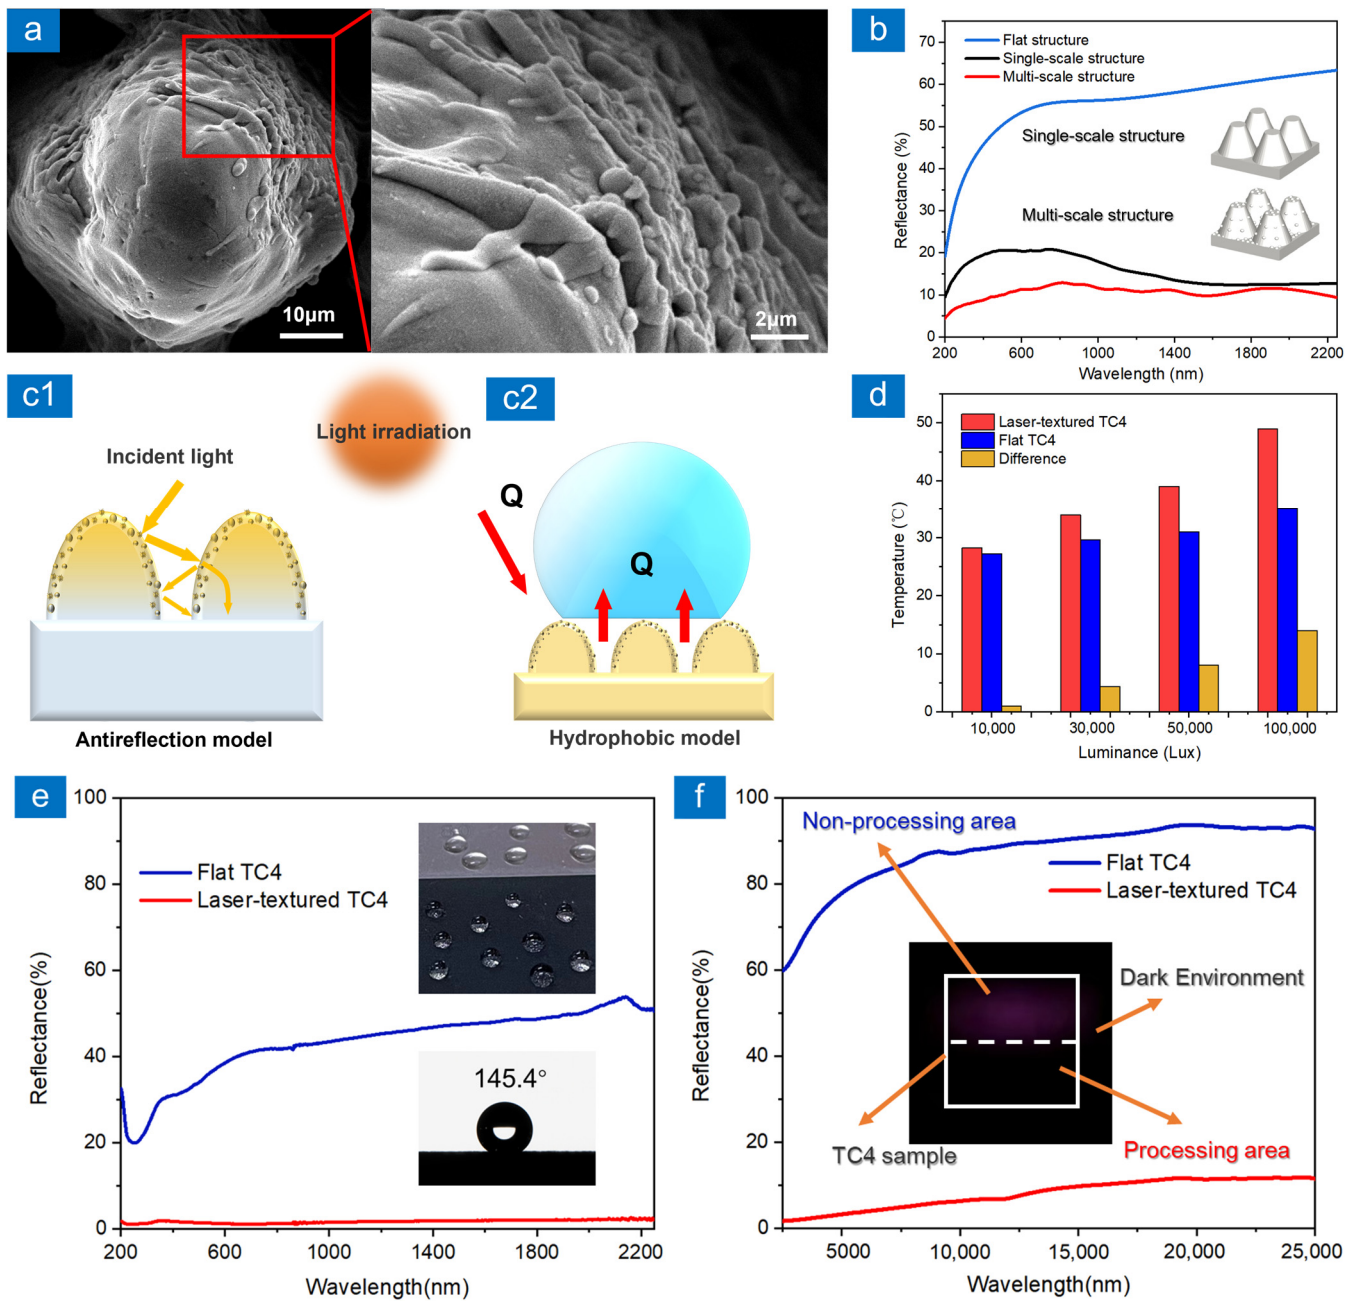 a
10μm
2μm
b
70
60
50
40
30
20
10
0
Reflectance (%)
Flat structure
Single-scale structure
Multi-scale structure
Single-scale structure
Multi-scale structure
200 600 1000 1400 1800 2200
Wavelength (nm)
c1
Incident light
Antireflection model
Light irradiation
c2
Q
Q
Hydrophobic model
d
50
40
30
20
10
0
Temperature (℃)
Laser-textured TC4
Flat TC4
Difference
10,000 30,000 50,000 100,000
Luminance (Lux)
e
100
80
60
40
20
0
Reflectance(%)
Flat TC4
Laser-textured TC4
145.4°
200 600 1000 1400 1800 2200
Wavelength(nm)
f
100
80
60
40
20
0
Reflectance(%)
Non-processing area
Flat TC4
Laser-textured TC4
Dark Environment
TC4 sample
Processing area
5000 10,000 15,000 20,000 25,000
Wavelength(nm)